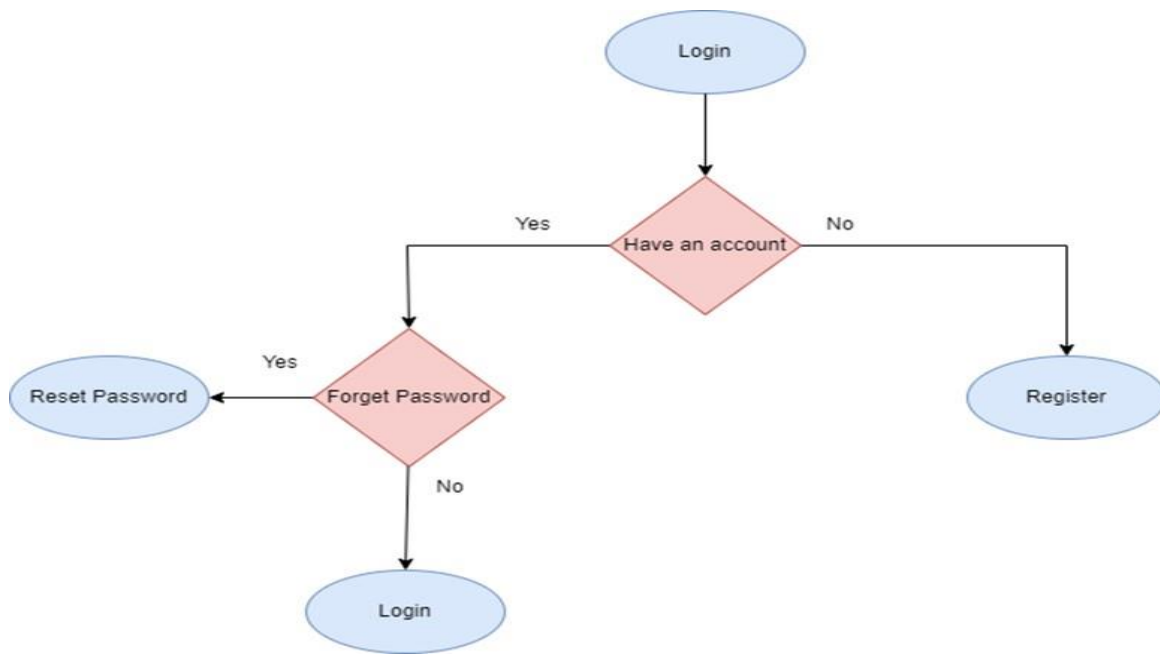 Login
Yes
No
Have an account
Yes
Reset Password
Forget Password
Register
No
Login